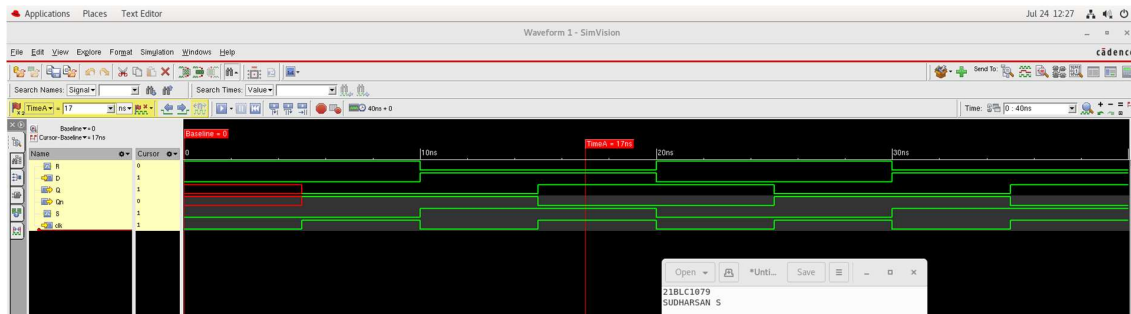 Applications Places Text Editor Jul 24 12:27
Waveform 1 - SimVision
File Edit View Explore Format Simulation Windows Help cādence
Send To:
Search Names: Signal Search Times: Value
TimeA = 17 ns 40ns + 0 Time: 0 : 40ns
Baseline = 0
Cursor-Baseline = 17ns
Baseline = 0
TimeA = 17ns
Name Cursor 0 10ns 20ns 30ns
R 0
D 1
Q 1
Qn 0
S 1
clk 1
Open *Unti... Save
21BLC1079
SUDHARSAN S